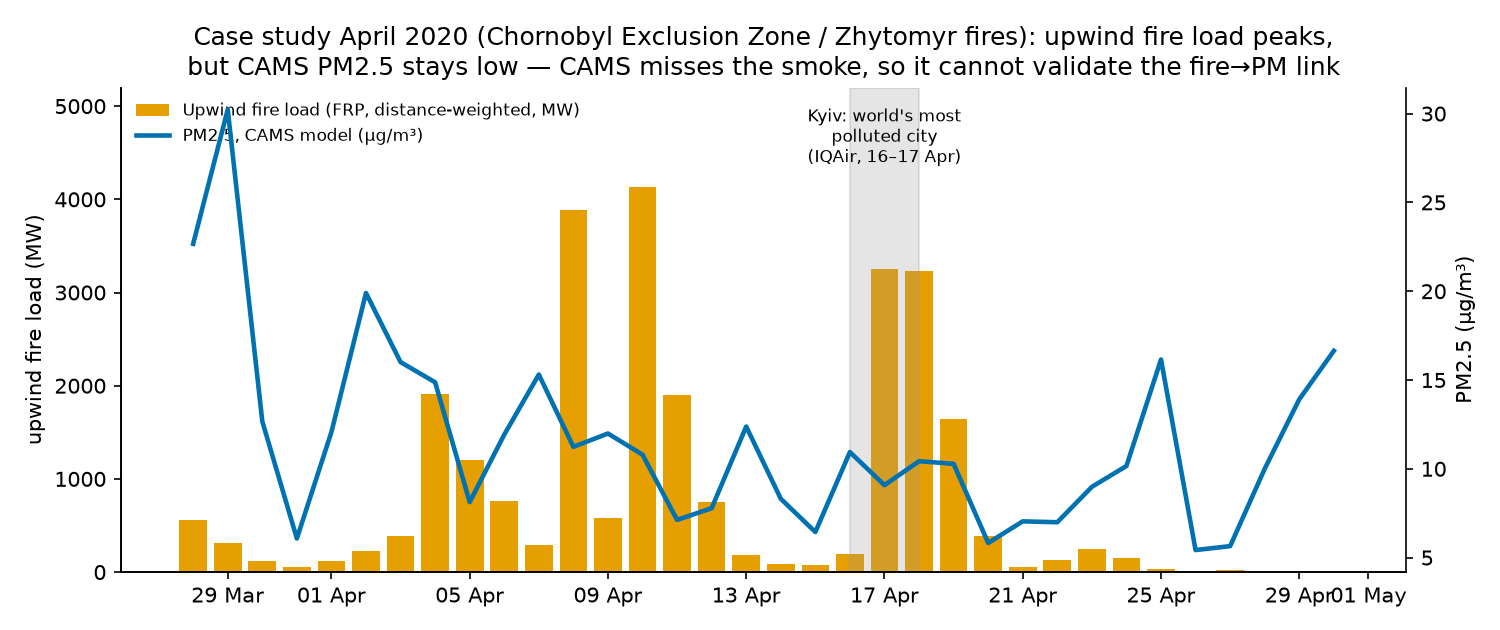 Case study April 2020 (Chornobyl Exclusion Zone / Zhytomyr fires): upwind fire load peaks,
but CAMS PM2.5 stays low — CAMS misses the smoke, so it cannot validate the fire→PM link
Upwind fire load (FRP, distance-weighted, MW)
PM2.5, CAMS model (µg/m³)
Kyiv: world's most
polluted city
(IQAir, 16–17 Apr)
upwind fire load (MW)
5000
4000
3000
2000
1000
0
30
25
20
15
10
5
PM2.5 (µg/m³)
29 Mar 01 Apr 05 Apr 09 Apr 13 Apr 17 Apr 21 Apr 25 Apr 29 Apr 01 May